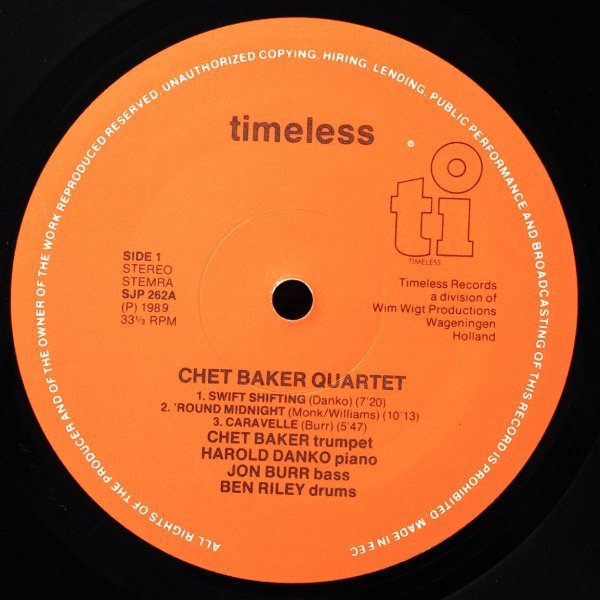 ALL RIGHTS OF THE PRODUCER AND OF THE OWNER OF THE WORK REPRODUCED RESERVED. UNAUTHORIZED COPYING, HIRING, LENDING, PUBLIC PERFORMANCE AND BROADCASTING OF THIS RECORD IS PROHIBITED. MADE IN EEC
timeless
®
ti
TIMELESS
SIDE 1
STEREO
STEMRA
SJP 262A
(P) 1989
33⅓ RPM
Timeless Records
a division of
Wim Wigt Productions
Wageningen
Holland
CHET BAKER QUARTET
1. SWIFT SHIFTING (Danko) (7'20)
2. 'ROUND MIDNIGHT (Monk/Williams) (10'13)
3. CARAVELLE (Burr) (5'47)
CHET BAKER trumpet
HAROLD DANKO piano
JON BURR bass
BEN RILEY drums